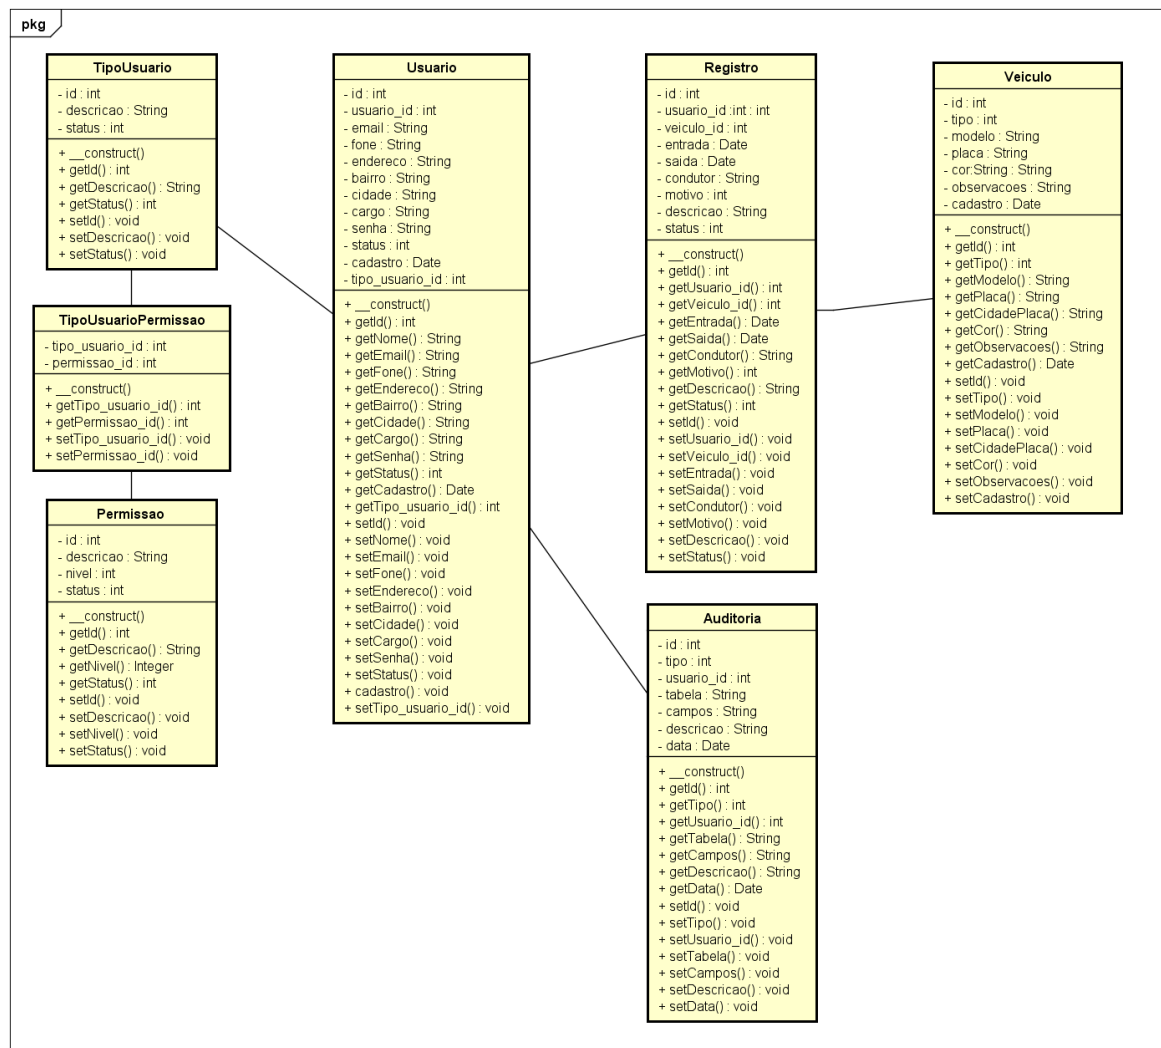 pkg
TipoUsuario
- id : int
- descricao : String
- status : int
+ __construct()
+ getId() : int
+ getDescricao() : String
+ getStatus() : int
+ setId() : void
+ setDescricao() : void
+ setStatus() : void
TipoUsuarioPermissao
- tipo_usuario_id : int
- permissao_id : int
+ __construct()
+ getTipo_usuario_id() : int
+ getPermissao_id() : int
+ setTipo_usuario_id() : void
+ setPermissao_id() : void
Permissao
- id : int
- descricao : String
- nivel : int
- status : int
+ __construct()
+ getId() : int
+ getDescricao() : String
+ getNivel() : Integer
+ getStatus() : int
+ setId() : void
+ setDescricao() : void
+ setNivel() : void
+ setStatus() : void
Usuario
- id : int
- usuario_id : int
- email : String
- fone : String
- endereco : String
- bairro : String
- cidade : String
- cargo : String
- senha : String
- status : int
- cadastro : Date
- tipo_usuario_id : int
+ __construct()
+ getId() : int
+ getNome() : String
+ getEmail() : String
+ getFone() : String
+ getEndereco() : String
+ getBairro() : String
+ getCidade() : String
+ getCargo() : String
+ getSenha() : String
+ getStatus() : int
+ getCadastro() : Date
+ getTipo_usuario_id() : int
+ setId() : void
+ setNome() : void
+ setEmail() : void
+ setFone() : void
+ setEndereco() : void
+ setBairro() : void
+ setCidade() : void
+ setCargo() : void
+ setSenha() : void
+ setStatus() : void
+ cadastro() : void
+ setTipo_usuario_id() : void
Registro
- id : int
- usuario_id :int : int
- veiculo_id : int
- entrada : Date
- saida : Date
- condutor : String
- motivo : int
- descricao : String
- status : int
+ __construct()
+ getId() : int
+ getUsuario_id() : int
+ getVeiculo_id() : int
+ getEntrada() : Date
+ getSaida() : Date
+ getCondutor() : String
+ getMotivo() : int
+ getDescricao() : String
+ getStatus() : int
+ setId() : void
+ setUsuario_id() : void
+ setVeiculo_id() : void
+ setEntrada() : void
+ setSaida() : void
+ setCondutor() : void
+ setMotivo() : void
+ setDescricao() : void
+ setStatus() : void
Auditoria
- id : int
- tipo : int
- usuario_id : int
- tabela : String
- campos : String
- descricao : String
- data : Date
+ __construct()
+ getId() : int
+ getTipo() : int
+ getUsuario_id() : int
+ getTabela() : String
+ getCampos() : String
+ getDescricao() : String
+ getData() : Date
+ setId() : void
+ setTipo() : void
+ setUsuario_id() : void
+ setTabela() : void
+ setCampos() : void
+ setDescricao() : void
+ setData() : void
Veiculo
- id : int
- tipo : int
- modelo : String
- placa : String
- cor:String : String
- observacoes : String
- cadastro : Date
+ __construct()
+ getId() : int
+ getTipo() : int
+ getModelo() : String
+ getPlaca() : String
+ getCidadePlaca() : String
+ getCor() : String
+ getObservacoes() : String
+ getCadastro() : Date
+ setId() : void
+ setTipo() : void
+ setModelo() : void
+ setPlaca() : void
+ setCidadePlaca() : void
+ setCor() : void
+ setObservacoes() : void
+ setCadastro() : void